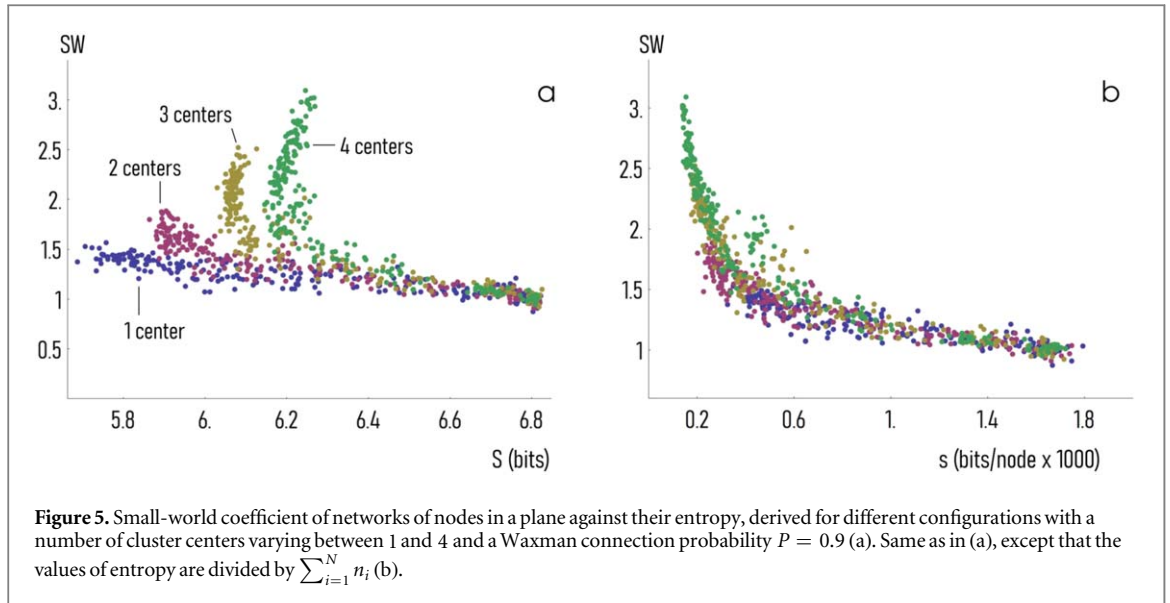 SW
a
3.
2.5
2.
1.5
1
0.5
3 centers
4 centers
2 centers
1 center
5.8 6. 6.2 6.4 6.6 6.8
S (bits)
SW
b
3.
2.5
2.
1.5
1
0.2 0.6 1. 1.4 1.8
s (bits/node x 1000)
Figure 5. Small-world coefficient of networks of nodes in a plane against their entropy, derived for different configurations with a
number of cluster centers varying between 1 and 4 and a Waxman connection probability P = 0.9 (a). Same as in (a), except that the
values of entropy are divided by ∑_{i=1}^{N} n_i (b).